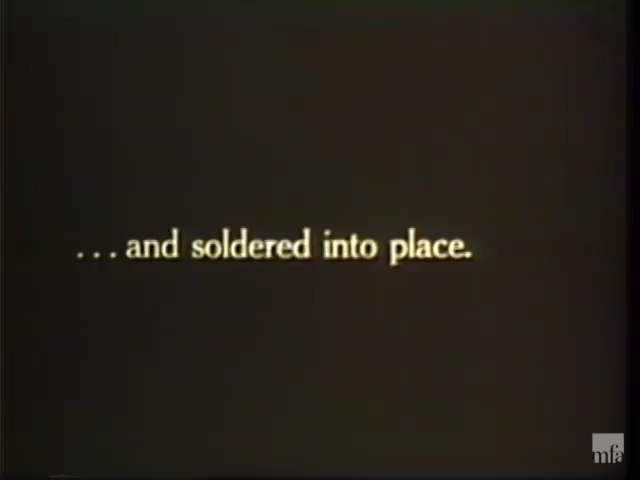 . . . and soldered into place.
mfa